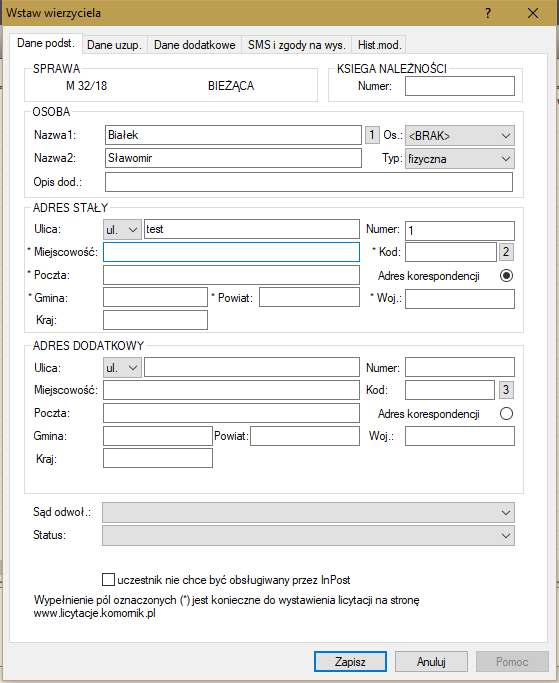 Wstaw wierzyciela ?
Dane podst. Dane uzup. Dane dodatkowe SMS i zgody na wys. Hist.mod.
SPRAWA KSIEGA NALEŻNOŚCI
M 32/18 BIEŻĄCA Numer:
OSOBA
Nazwa1: Białek 1 Os.: <BRAK>
Nazwa2: Sławomir Typ: fizyczna
Opis dod.:
ADRES STAŁY
Ulica: ul. test Numer: 1
* Miejscowość: * Kod: 2
* Poczta: Adres korespondencji
* Gmina: * Powiat: * Woj.:
Kraj:
ADRES DODATKOWY
Ulica: ul. Numer:
Miejscowość: Kod: 3
Poczta: Adres korespondencji
Gmina: Powiat: Woj.:
Kraj:
Sąd odwoł.:
Status:
uczestnik nie chce być obsługiwany przez InPost
Wypełnienie pól oznaczonych (*) jest konieczne do wystawienia licytacji na stronę
www.licytacje.komornik.pl
Zapisz Anuluj Pomoc